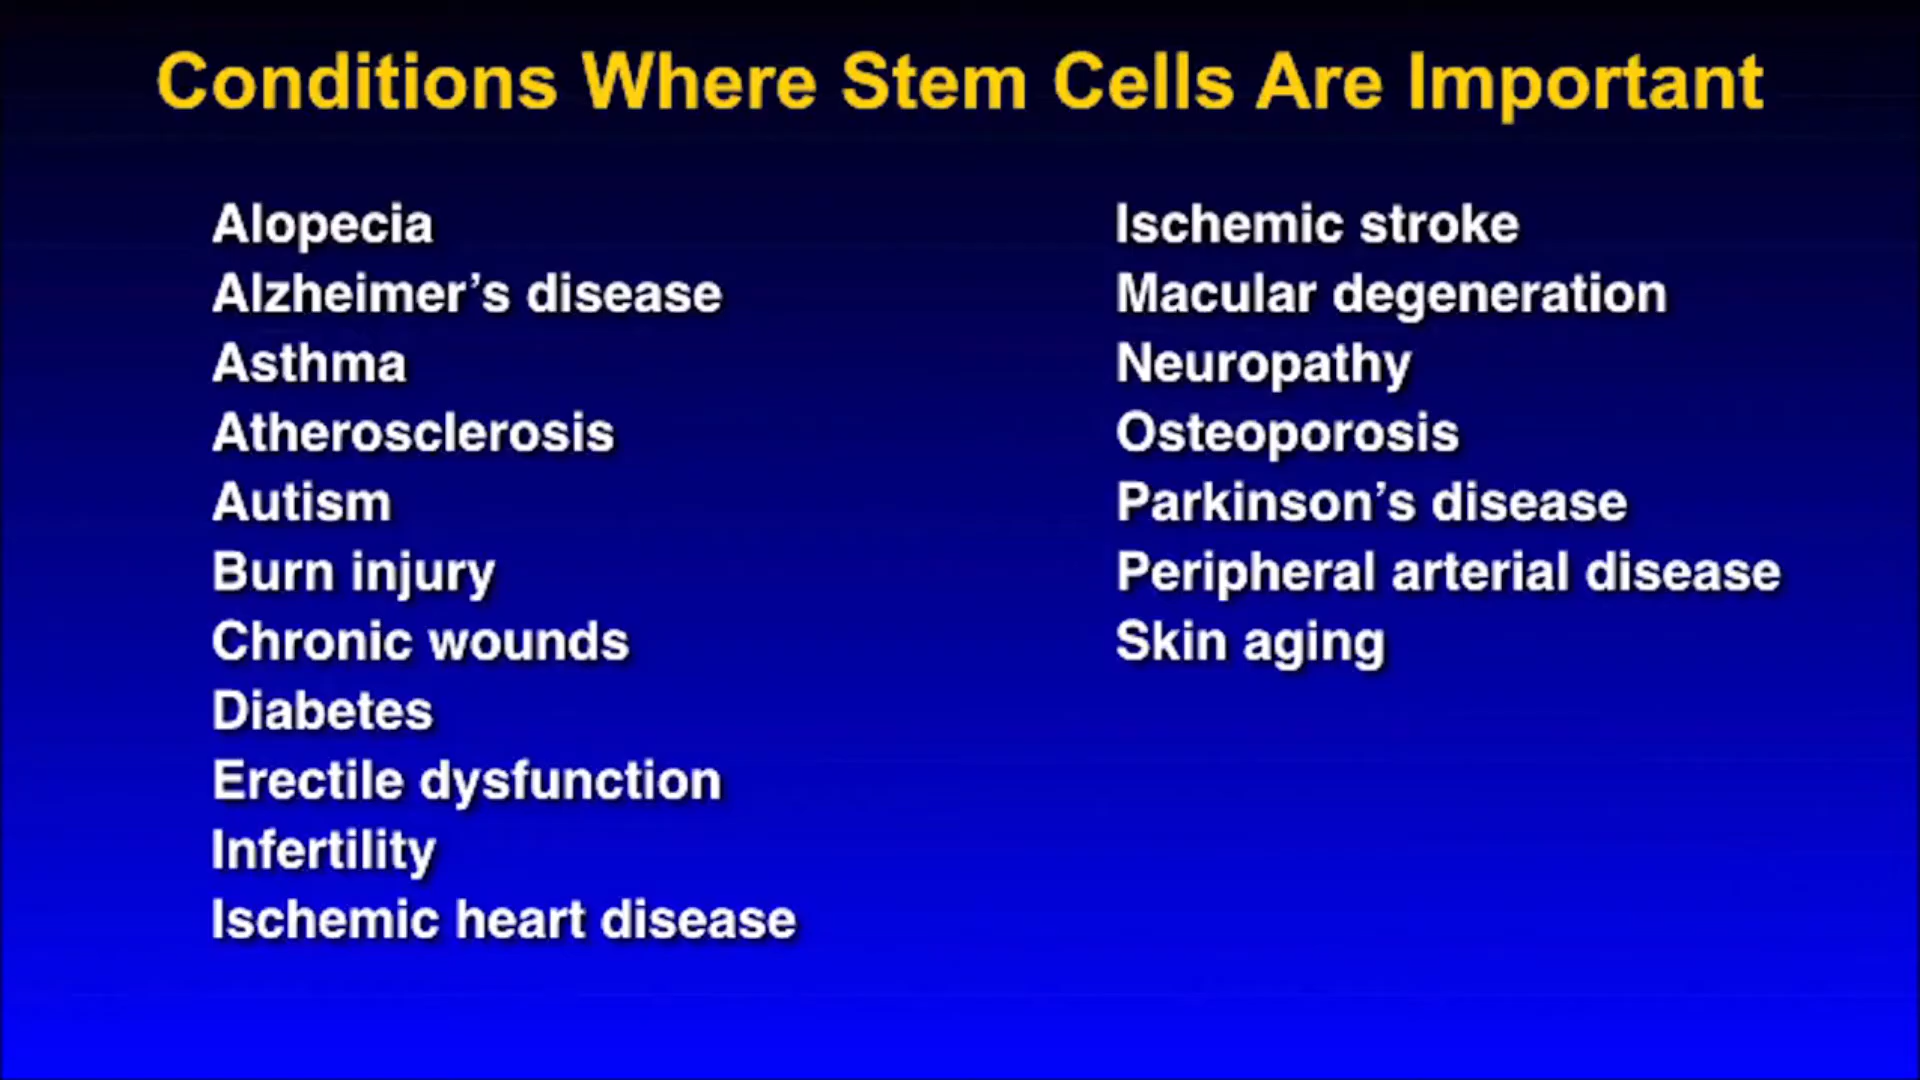 Conditions Where Stem Cells Are Important
Alopecia
Alzheimer’s disease
Asthma
Atherosclerosis
Autism
Burn injury
Chronic wounds
Diabetes
Erectile dysfunction
Infertility
Ischemic heart disease
Ischemic stroke
Macular degeneration
Neuropathy
Osteoporosis
Parkinson’s disease
Peripheral arterial disease
Skin aging